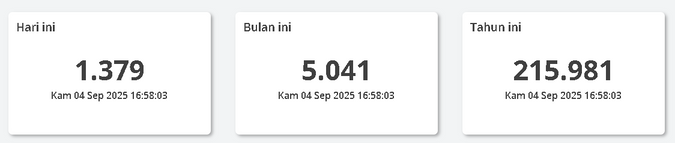 Hari ini
1.379
Kam 04 Sep 2025 16:58:03
Bulan ini
5.041
Kam 04 Sep 2025 16:58:03
Tahun ini
215.981
Kam 04 Sep 2025 16:58:03